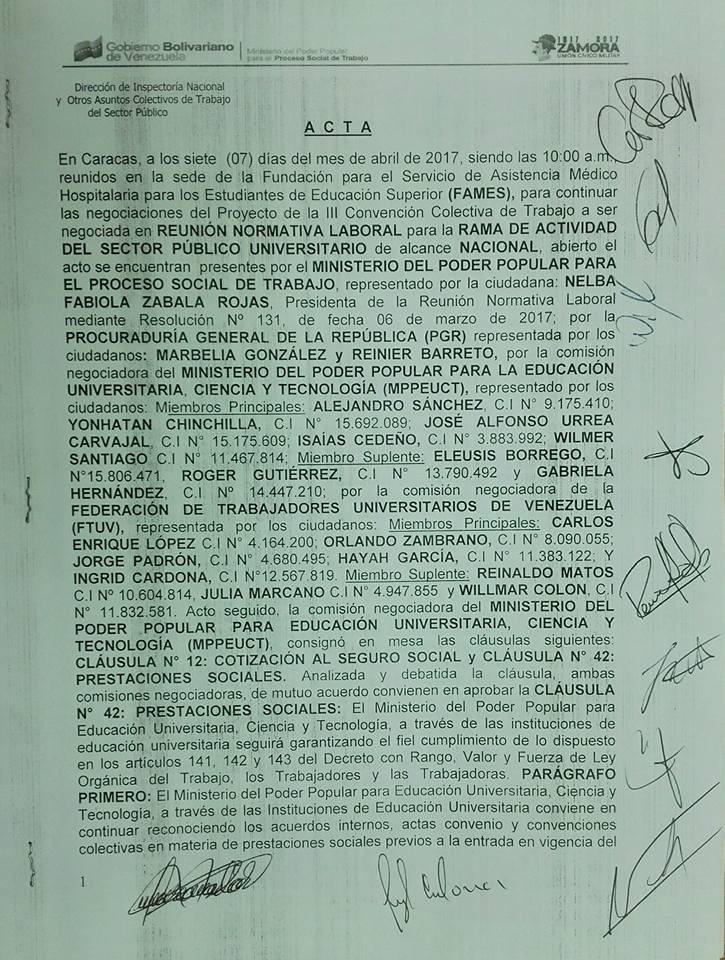 Gobierno Bolivariano
de Venezuela
Ministerio del Poder Popular
para el Proceso Social de Trabajo
1817 2017
ZAMORA
UNIÓN CÍVICO MILITAR
Dirección de Inspectoría Nacional
y Otros Asuntos Colectivos de Trabajo
del Sector Público
A C T A
En Caracas, a los siete (07) días del mes de abril de 2017, siendo las 10:00 a.m.,
reunidos en la sede de la Fundación para el Servicio de Asistencia Médico
Hospitalaria para los Estudiantes de Educación Superior (FAMES), para continuar
las negociaciones del Proyecto de la III Convención Colectiva de Trabajo a ser
negociada en REUNIÓN NORMATIVA LABORAL para la RAMA DE ACTIVIDAD
DEL SECTOR PÚBLICO UNIVERSITARIO de alcance NACIONAL, abierto el
acto se encuentran presentes por el MINISTERIO DEL PODER POPULAR PARA
EL PROCESO SOCIAL DE TRABAJO, representado por la ciudadana: NELBA
FABIOLA ZABALA ROJAS, Presidenta de la Reunión Normativa Laboral
mediante Resolución Nº 131, de fecha 06 de marzo de 2017; por la
PROCURADURÍA GENERAL DE LA REPÚBLICA (PGR) representada por los
ciudadanos: MARBELIA GONZÁLEZ y REINIER BARRETO, por la comisión
negociadora del MINISTERIO DEL PODER POPULAR PARA LA EDUCACIÓN
UNIVERSITARIA, CIENCIA Y TECNOLOGÍA (MPPEUCT), representado por los
ciudadanos: Miembros Principales: ALEJANDRO SÁNCHEZ, C.I N° 9.175.410;
YONHATAN CHINCHILLA, C.I N° 15.692.089; JOSÉ ALFONSO URREA
CARVAJAL, C.I N° 15.175.609; ISAÍAS CEDEÑO, C.I N° 3.883.992; WILMER
SANTIAGO C.I N° 11.467.814; Miembro Suplente: ELEUSIS BORREGO, C.I
N°15.806.471, ROGER GUTIÉRREZ, C.I N° 13.790.492 y GABRIELA
HERNÁNDEZ, C.I Nº 14.447.210; por la comisión negociadora de la
FEDERACIÓN DE TRABAJADORES UNIVERSITARIOS DE VENEZUELA
(FTUV), representada por los ciudadanos: Miembros Principales: CARLOS
ENRIQUE LÓPEZ C.I N° 4.164.200; ORLANDO ZAMBRANO, C.I N° 8.090.055;
JORGE PADRÓN, C.I N° 4.680.495; HAYAH GARCÍA, C.I N° 11.383.122; Y
INGRID CARDONA, C.I N°12.567.819. Miembro Suplente: REINALDO MATOS
C.I Nº 10.604.814, JULIA MARCANO C.I N° 4.947.855 y WILLMAR COLON, C.I
N° 11.832.581. Acto seguido, la comisión negociadora del MINISTERIO DEL
PODER POPULAR PARA EDUCACIÓN UNIVERSITARIA, CIENCIA Y
TECNOLOGÍA (MPPEUCT), consignó en mesa las cláusulas siguientes:
CLÁUSULA N° 12: COTIZACIÓN AL SEGURO SOCIAL y CLÁUSULA N° 42:
PRESTACIONES SOCIALES. Analizada y debatida la cláusula, ambas
comisiones negociadoras, de mutuo acuerdo convienen en aprobar la CLÁUSULA
N° 42: PRESTACIONES SOCIALES: El Ministerio del Poder Popular para
Educación Universitaria, Ciencia y Tecnología, a través de las instituciones de
educación universitaria seguirá garantizando el fiel cumplimiento de lo dispuesto
en los artículos 141, 142 y 143 del Decreto con Rango, Valor y Fuerza de Ley
Orgánica del Trabajo, los Trabajadores y las Trabajadoras. PARÁGRAFO
PRIMERO: El Ministerio del Poder Popular para Educación Universitaria, Ciencia y
Tecnología, a través de las Instituciones de Educación Universitaria conviene en
continuar reconociendo los acuerdos internos, actas convenio y convenciones
colectivas en materia de prestaciones sociales previos a la entrada en vigencia del
1